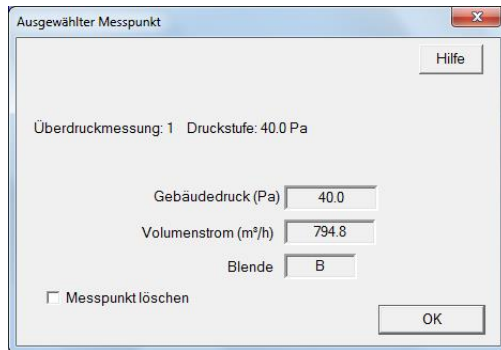 Ausgewählter Messpunkt
Hilfe
Überdruckmessung: 1 Druckstufe: 40.0 Pa
Gebäudedruck (Pa) 40.0
Volumenstrom (m³/h) 794.8
Blende B
Messpunkt löschen
OK